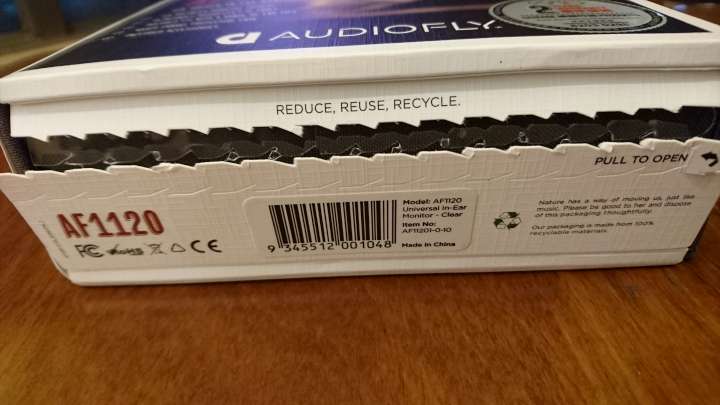 AUDIOFLY
REDUCE, REUSE, RECYCLE.
PULL TO OPEN
AF1120
FC RoHS CE
9 345512 001048
Model: AF1120
Universal In-Ear
Monitor - Clear
Item No:
AF11201-0-10
Made in China
Nature has a way of moving us, just like
music. Please be good to her and dispose
of this packaging thoughtfully.
Our packaging is made from 100%
recyclable materials.